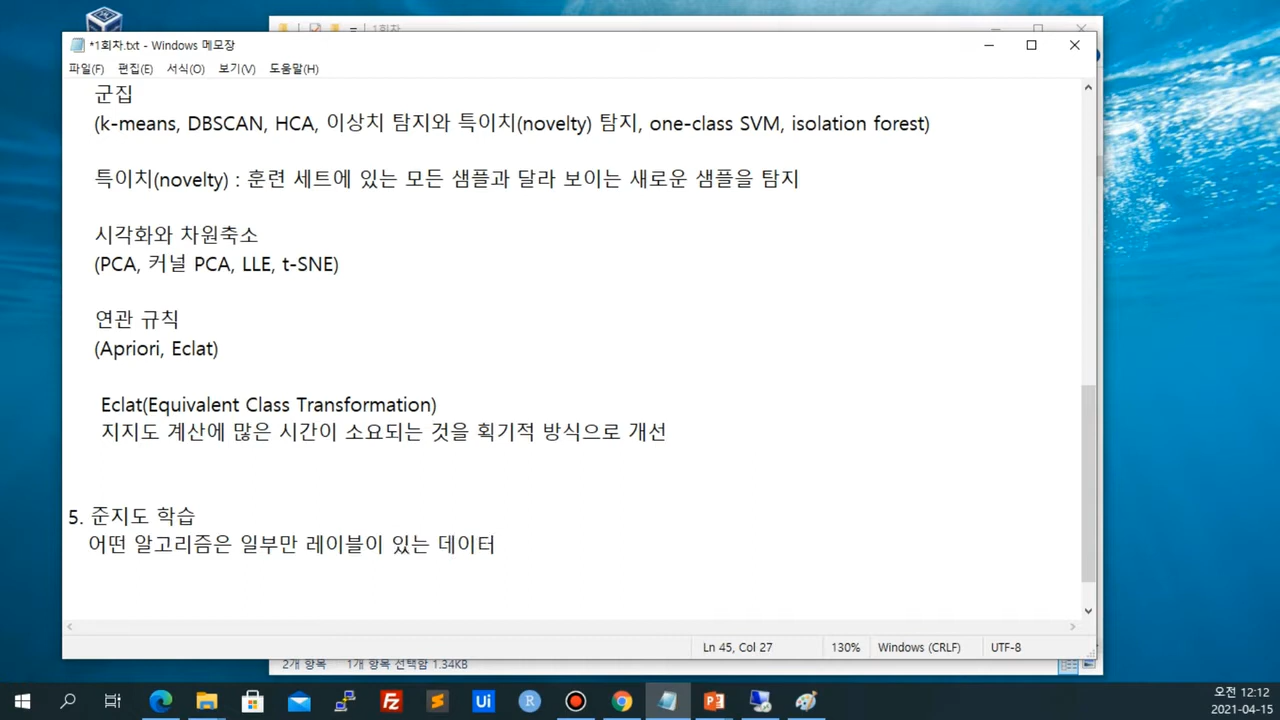 1회차
*1회차.txt - Windows 메모장
파일(F) 편집(E) 서식(O) 보기(V) 도움말(H)
군집
(k-means, DBSCAN, HCA, 이상치 탐지와 특이치(novelty) 탐지, one-class SVM, isolation forest)
특이치(novelty) : 훈련 세트에 있는 모든 샘플과 달라 보이는 새로운 샘플을 탐지
시각화와 차원축소
(PCA, 커널 PCA, LLE, t-SNE)
연관 규칙
(Apriori, Eclat)
Eclat(Equivalent Class Transformation)
지지도 계산에 많은 시간이 소요되는 것을 획기적 방식으로 개선
5. 준지도 학습
어떤 알고리즘은 일부만 레이블이 있는 데이터
Ln 45, Col 27 130% Windows (CRLF) UTF-8
2개 항목 1개 항목 선택함 1.34KB
Fz S Ui R P
오전 12:12
2021-04-15